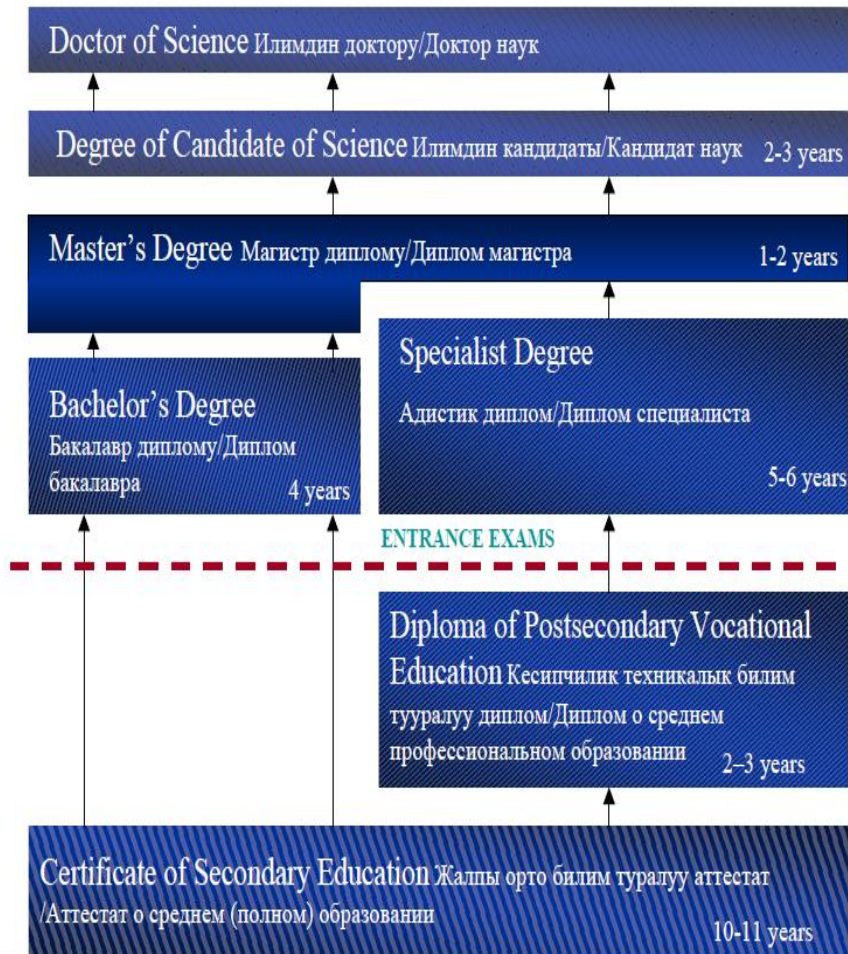 Doctor of Science Илимдин доктору/Доктор наук
Degree of Candidate of Science Илимдин кандидаты/Кандидат наук 2-3 years
Master’s Degree Магистр диплому/Диплом магистра
1-2 years
Bachelor’s Degree
Бакалавр диплому/Диплом
бакалавра
4 years
Specialist Degree
Адистик диплом/Диплом специалиста
5-6 years
ENTRANCE EXAMS
Diploma of Postsecondary Vocational
Education Кесипчилик техникалык билим
тууралуу диплом/Диплом о среднем
профессиональном образовании
2–3 years
Certificate of Secondary Education Жалпы орто билим туралуу аттестат
/Аттестат о среднем (полном) образовании
10-11 years